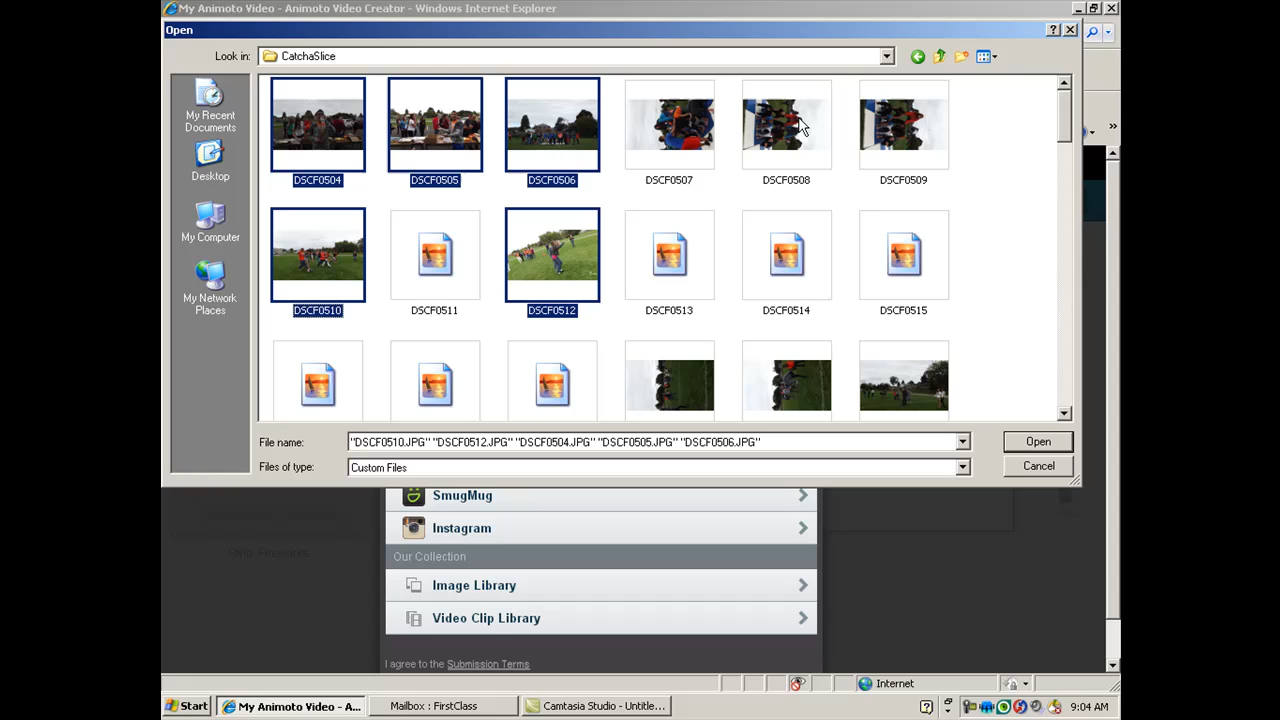 My Animoto Video - Animoto Video Creator - Windows Internet Explorer
Open
Look in: CatchaSlice
My Recent Documents
Desktop
My Computer
My Network Places
DSCF0504 DSCF0505 DSCF0506 DSCF0507 DSCF0508 DSCF0509
DSCF0510 DSCF0511 DSCF0512 DSCF0513 DSCF0514 DSCF0515
File name: "DSCF0510.JPG" "DSCF0512.JPG" "DSCF0504.JPG" "DSCF0505.JPG" "DSCF0506.JPG" Open
Files of type: Custom Files Cancel
SmugMug
Instagram
Our Collection
Image Library
Video Clip Library
I agree to the Submission Terms
Internet
Start My Animoto Video - A... Mailbox : FirstClass Camtasia Studio - Untitle... 9:04 AM